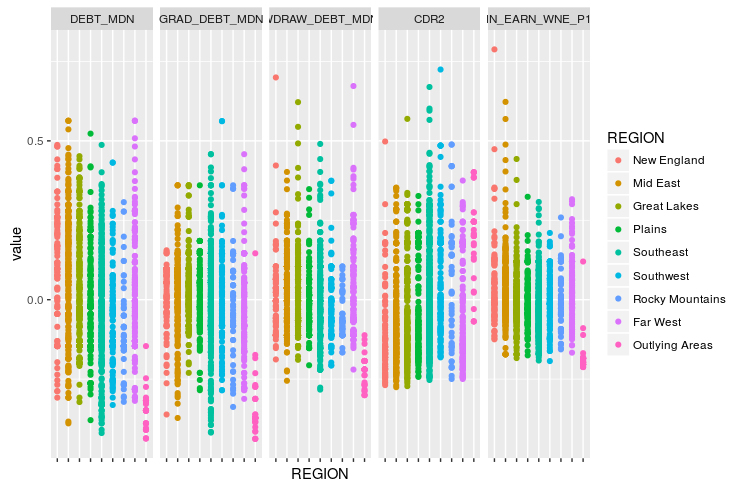 DEBT_MDN
GRAD_DEBT_MDN
WDRAW_DEBT_MDN
CDR2
IN_EARN_WNE_P1
0.5
0.0
value
REGION
REGION
New England
Mid East
Great Lakes
Plains
Southeast
Southwest
Rocky Mountains
Far West
Outlying Areas